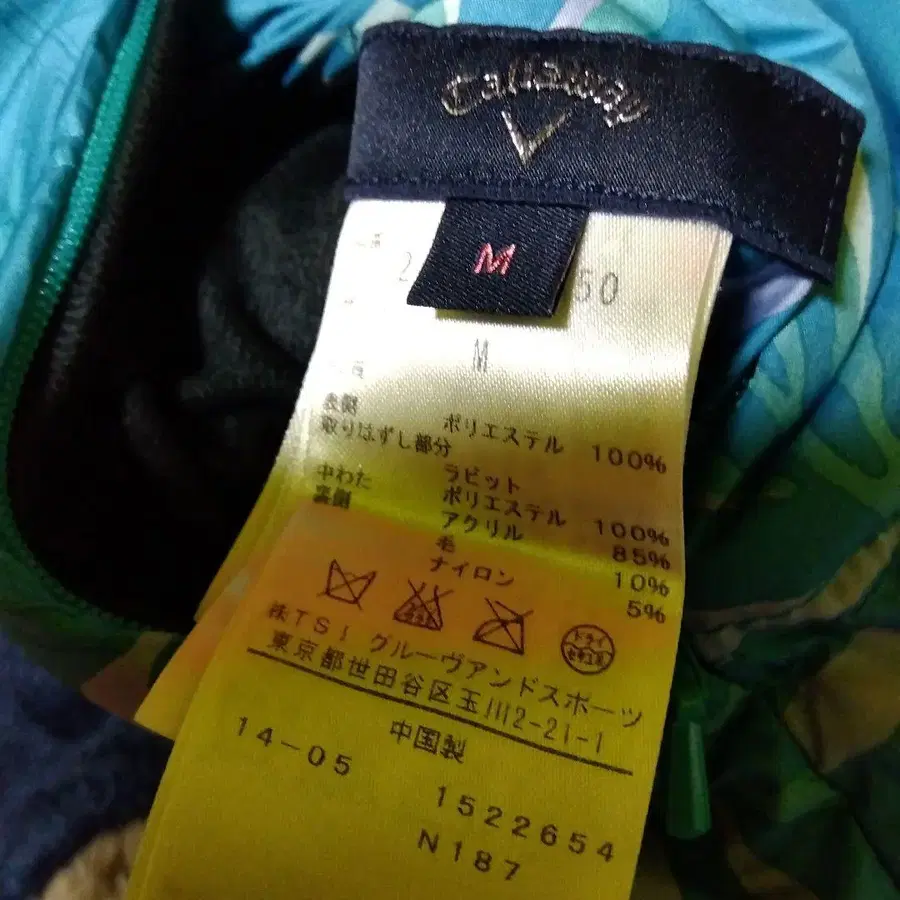 Callaway
M
2
50
M
表側 ポリエステル 100%
取りはずし部分
ラビット
中わた ポリエステル 100%
裏側 アクリル 85%
毛 10%
ナイロン 5%
ドライ
㈱TSI グルーヴアンドスポーツ
東京都世田谷区玉川2-21-1
中国製
14-05
1522654
N187